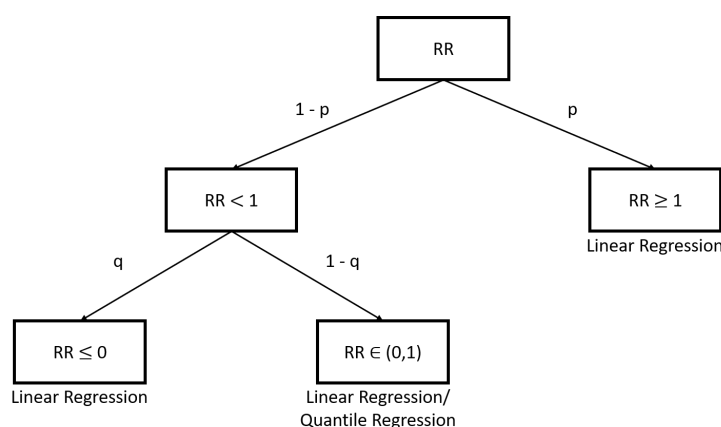 RR
1 - p
p
RR < 1
RR ≥ 1
Linear Regression
q
1 - q
RR ≤ 0
RR ∈ (0,1)
Linear Regression
Linear Regression/
Quantile Regression